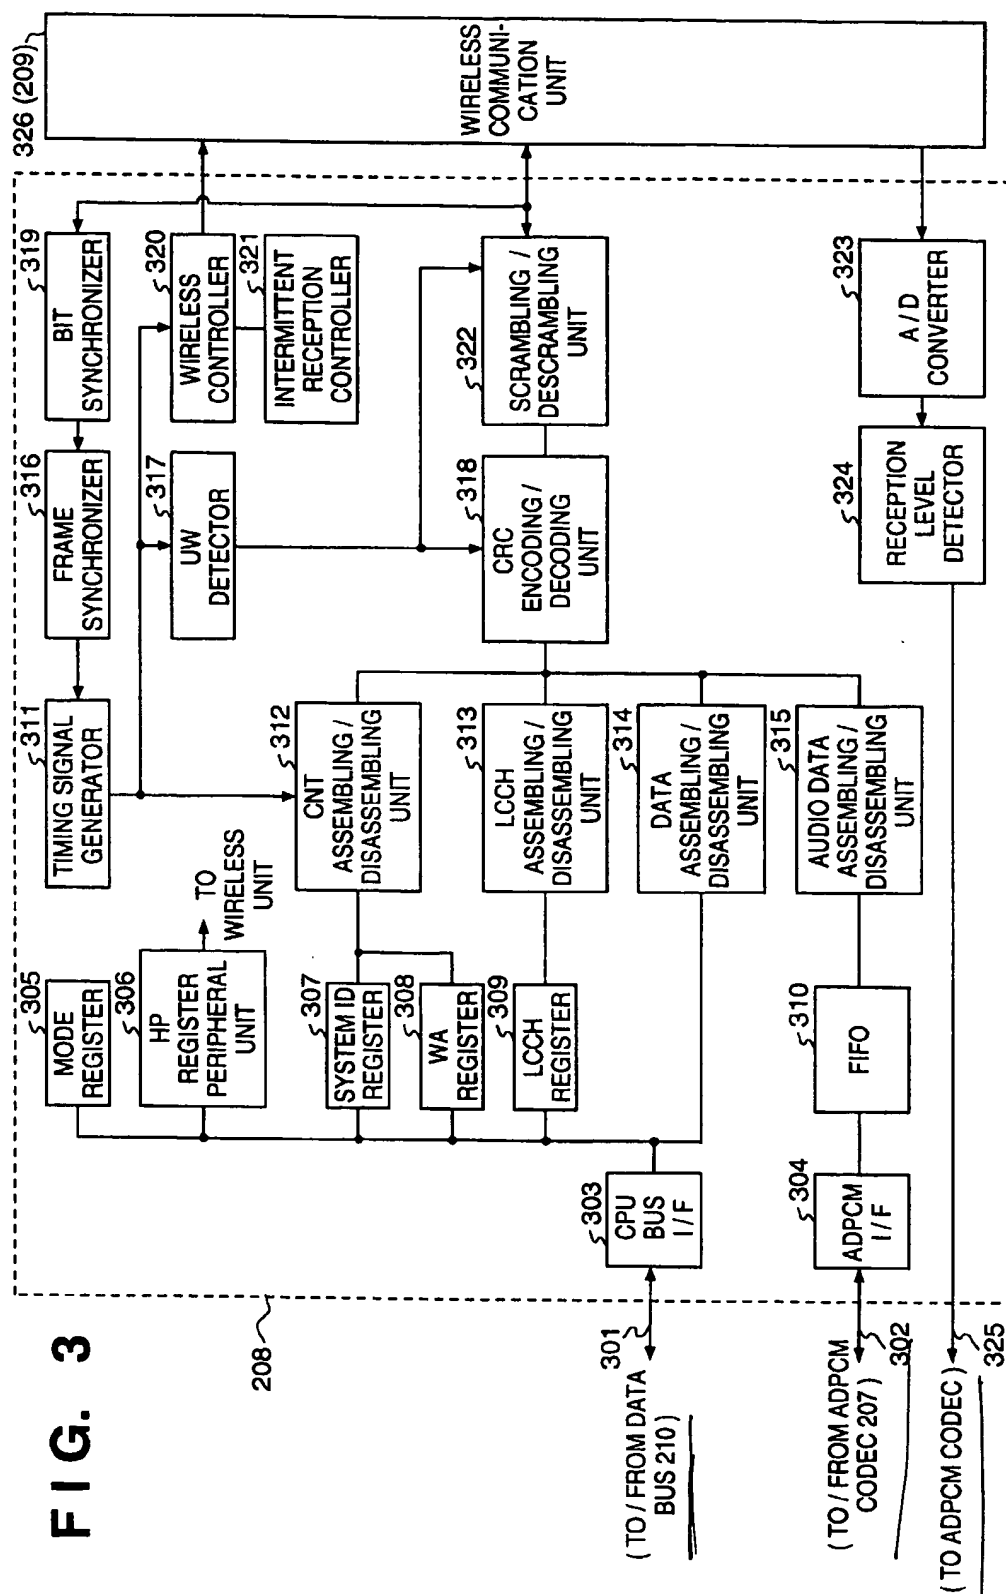 FIG. 3
208
326 (209)
WIRELESS
COMMUNI-
CATION
UNIT
305
MODE
REGISTER
311
TIMING SIGNAL
GENERATOR
316
FRAME
SYNCHRONIZER
319
BIT
SYNCHRONIZER
306
HP
REGISTER
PERIPHERAL
UNIT
TO
WIRELESS
UNIT
317
UW
DETECTOR
320
WIRELESS
CONTROLLER
321
INTERMITTENT
RECEPTION
CONTROLLER
307
SYSTEM ID
REGISTER
308
WA
REGISTER
312
CNT
ASSEMBLING /
DISASSEMBLING
UNIT
309
LCCH
REGISTER
313
LCCH
ASSEMBLING /
DISASSEMBLING
UNIT
318
CRC
ENCODING /
DECODING
UNIT
322
SCRAMBLING /
DESCRAMBLING
UNIT
301
(TO / FROM DATA
BUS 210)
303
CPU
BUS
I / F
314
DATA
ASSEMBLING /
DISASSEMBLING
UNIT
(TO / FROM ADPCM
CODEC 207)
302
304
ADPCM
I / F
310
FIFO
315
AUDIO DATA
ASSEMBLING /
DISASSEMBLING
UNIT
324
RECEPTION
LEVEL
DETECTOR
323
A / D
CONVERTER
(TO ADPCM CODEC)
325